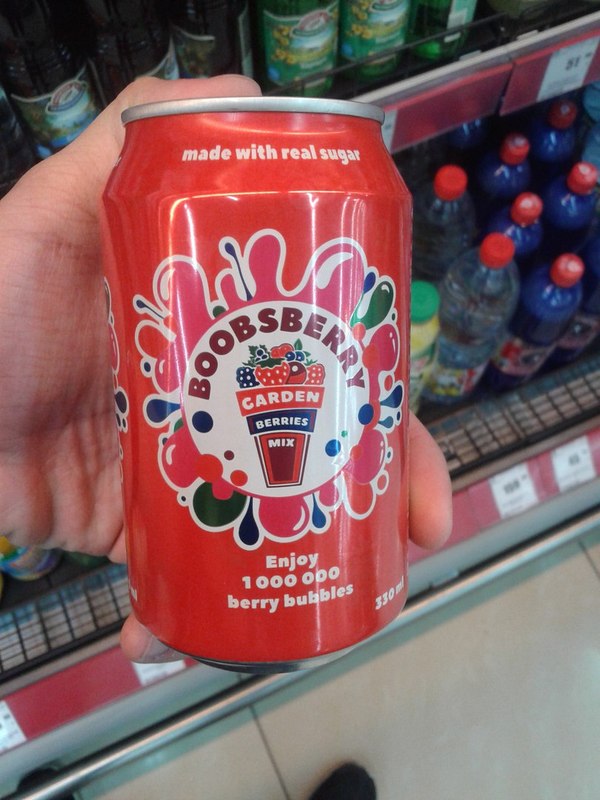 made with real sugar
BOOBSBERRY
GARDEN
BERRIES
MIX
Enjoy
1 000 000
berry bubbles
330 ml